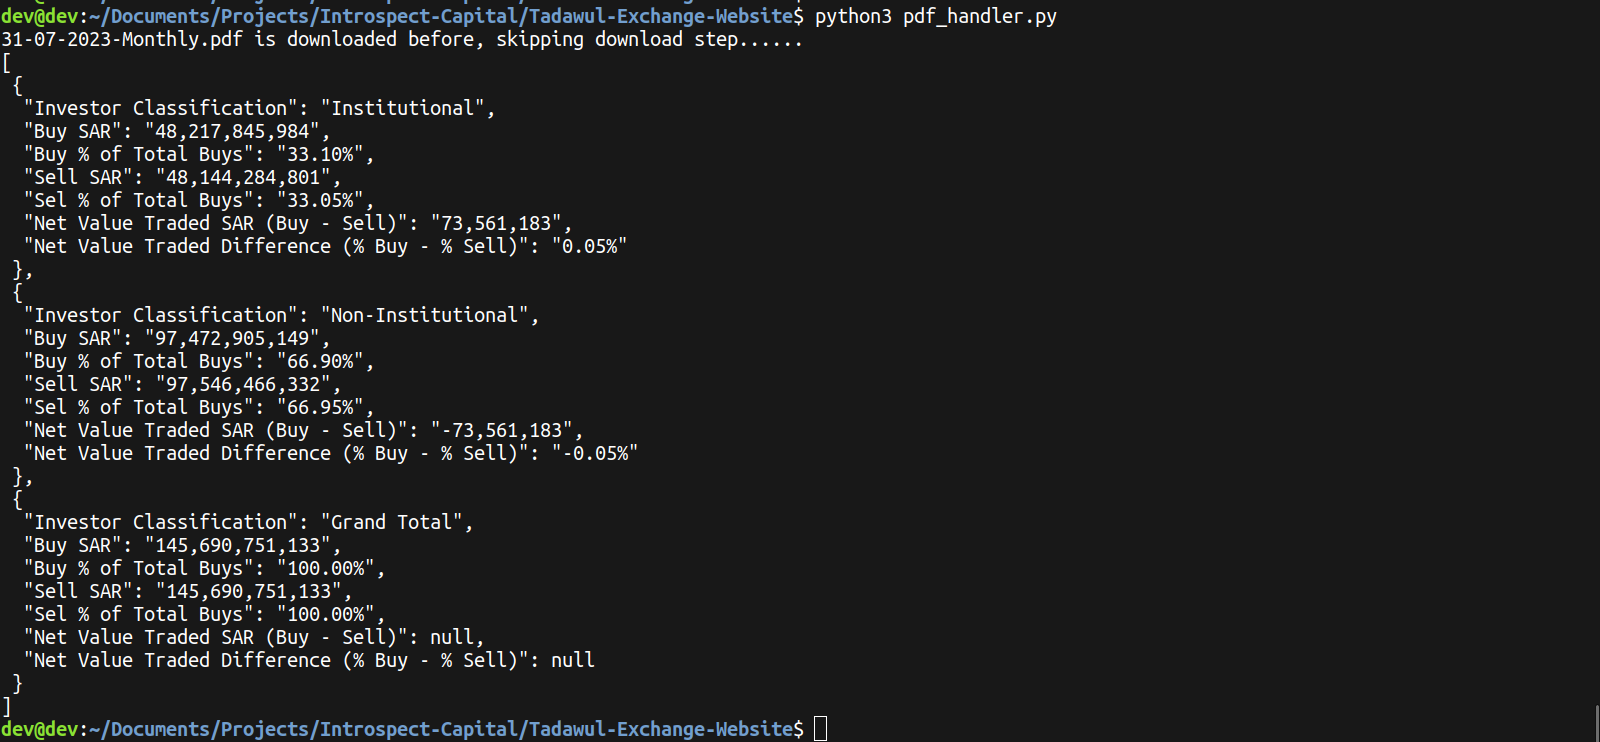 dev@dev:~/Documents/Projects/Introspect-Capital/Tadawul-Exchange-Website$ python3 pdf_handler.py
31-07-2023-Monthly.pdf is downloaded before, skipping download step......
[
 {
  "Investor Classification": "Institutional",
  "Buy SAR": "48,217,845,984",
  "Buy % of Total Buys": "33.10%",
  "Sell SAR": "48,144,284,801",
  "Sel % of Total Buys": "33.05%",
  "Net Value Traded SAR (Buy - Sell)": "73,561,183",
  "Net Value Traded Difference (% Buy - % Sell)": "0.05%"
 },
 {
  "Investor Classification": "Non-Institutional",
  "Buy SAR": "97,472,905,149",
  "Buy % of Total Buys": "66.90%",
  "Sell SAR": "97,546,466,332",
  "Sel % of Total Buys": "66.95%",
  "Net Value Traded SAR (Buy - Sell)": "-73,561,183",
  "Net Value Traded Difference (% Buy - % Sell)": "-0.05%"
 },
 {
  "Investor Classification": "Grand Total",
  "Buy SAR": "145,690,751,133",
  "Buy % of Total Buys": "100.00%",
  "Sell SAR": "145,690,751,133",
  "Sel % of Total Buys": "100.00%",
  "Net Value Traded SAR (Buy - Sell)": null,
  "Net Value Traded Difference (% Buy - % Sell)": null
 }
]
dev@dev:~/Documents/Projects/Introspect-Capital/Tadawul-Exchange-Website$